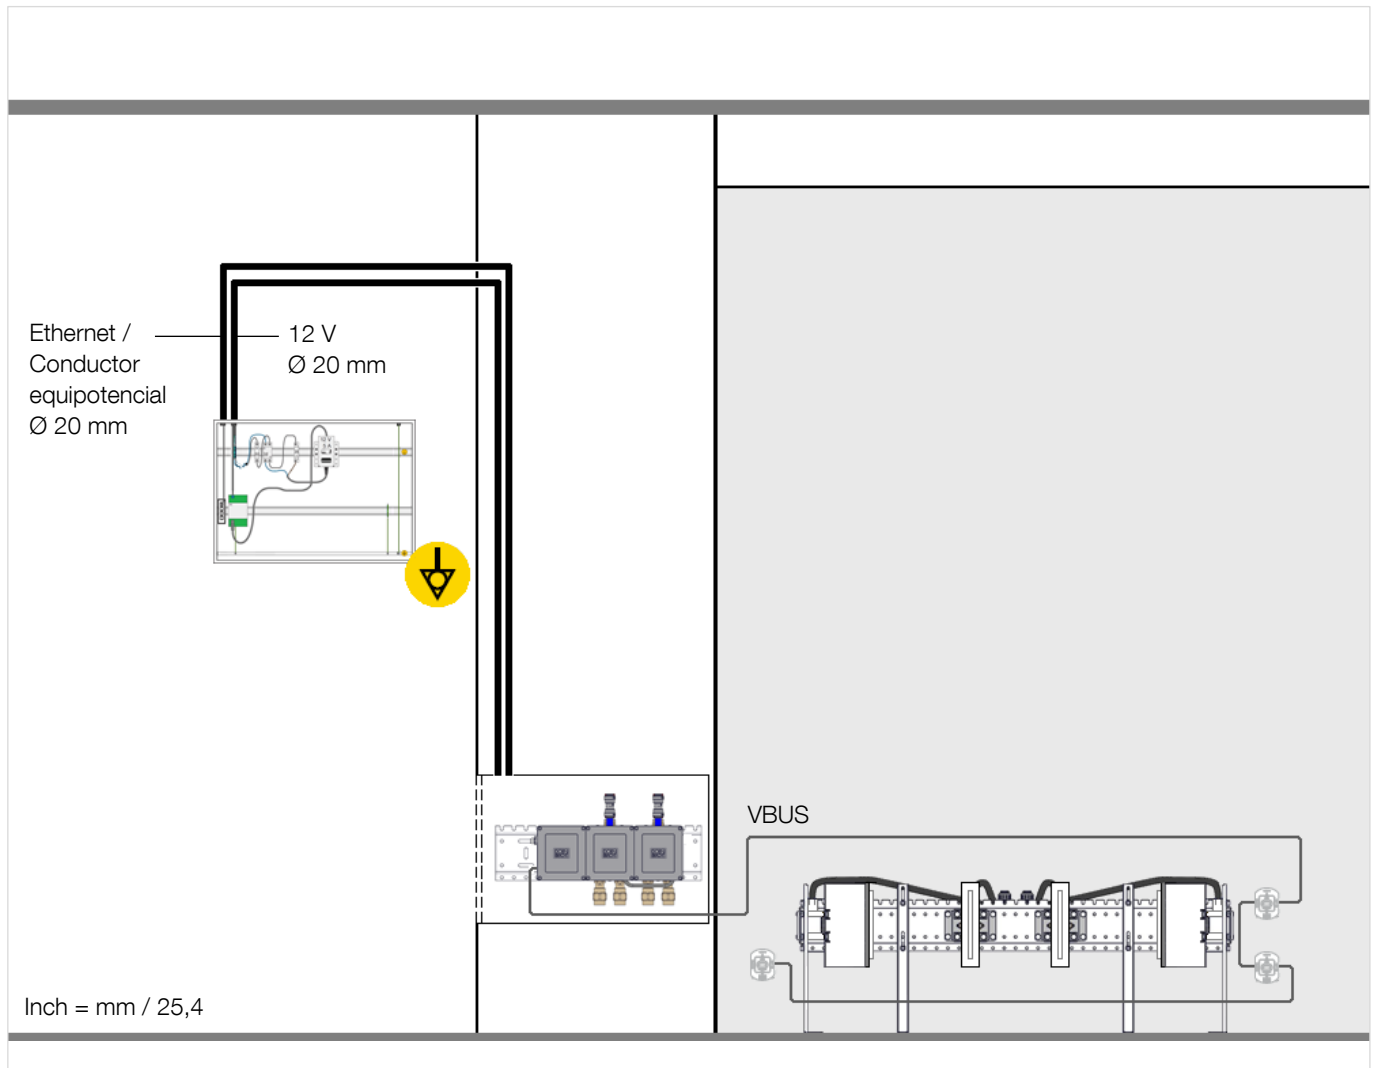 Ethernet /
Conductor
equipotencial
Ø 20 mm
12 V
Ø 20 mm
VBUS
Inch = mm / 25,4